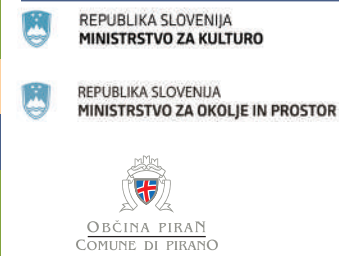 REPUBLIKA SLOVENIJA
MINISTRSTVO ZA KULTURO
REPUBLIKA SLOVENIJA
MINISTRSTVO ZA OKOLJE IN PROSTOR
OBČINA PIRAN
COMUNE DI PIRANO